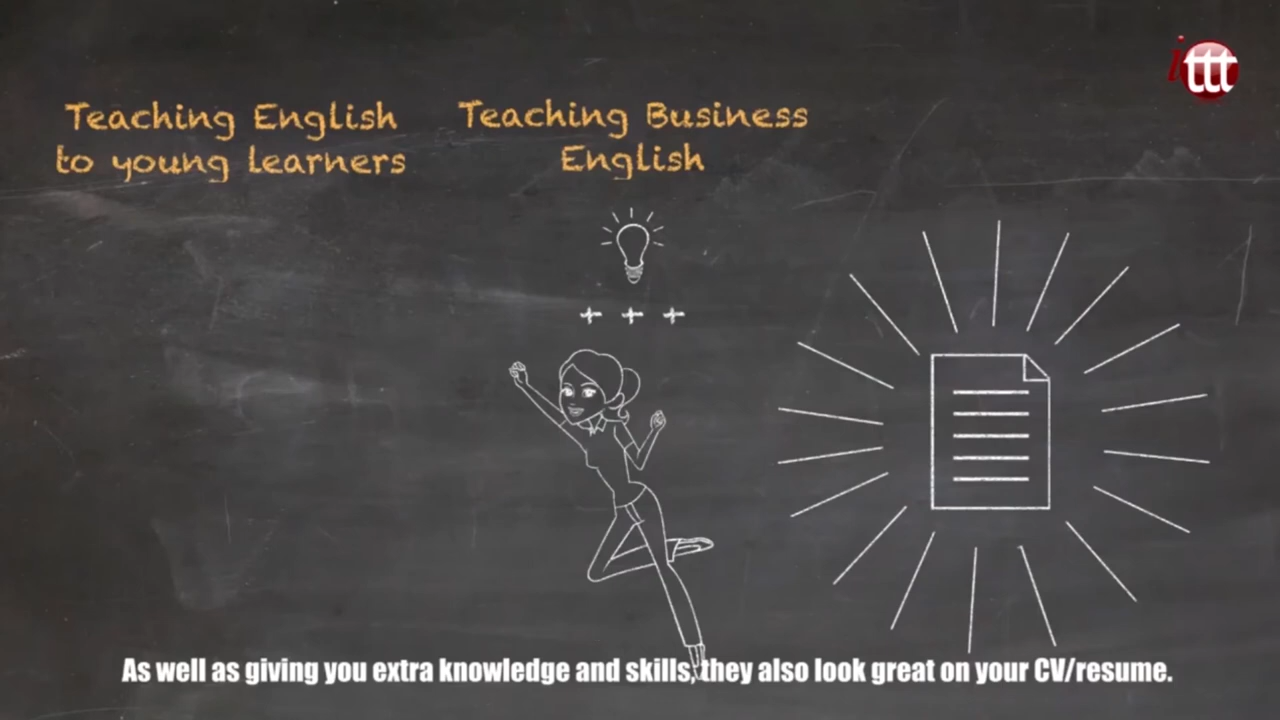 ittt
Teaching English
to young learners
Teaching Business
English
+ + +
As well as giving you extra knowledge and skills, they also look great on your CV/resume.